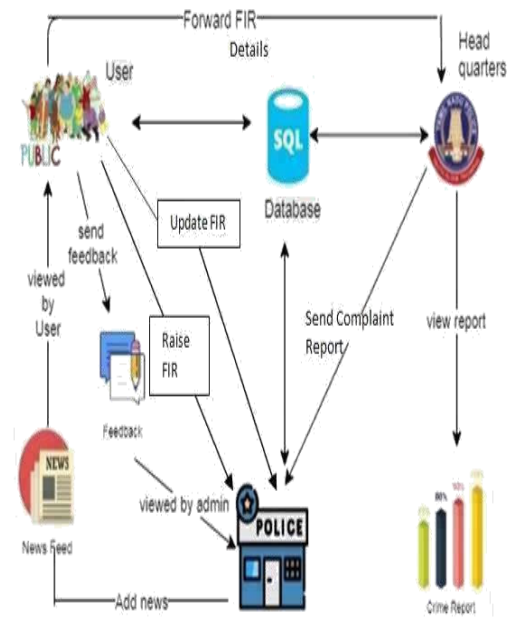 Forward FIR
Details
User
Head
quarters
PUBLIC
SQL
Database
Update FIR
send
feedback
viewed
by
User
Raise
FIR
Send Complaint
Report
view report
Feedback
NEWS
viewed by admin
POLICE
News Feed
Add news
Crime Report